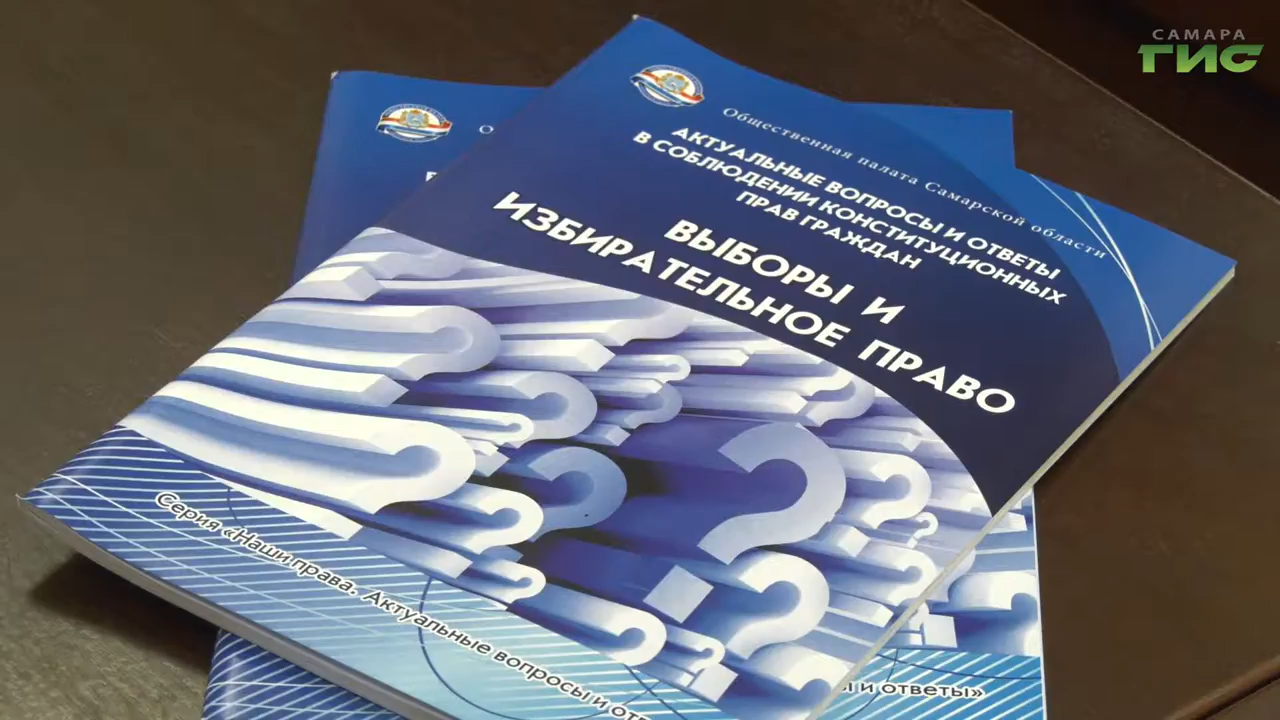 САМАРА
ГИС
Общественная палата Самарской области
АКТУАЛЬНЫЕ ВОПРОСЫ И ОТВЕТЫ
В СОБЛЮДЕНИИ КОНСТИТУЦИОННЫХ
ПРАВ ГРАЖДАН
ВЫБОРЫ И
ИЗБИРАТЕЛЬНОЕ ПРАВО
Серия «Наши права. Актуальные вопросы и отв
ы и ответы»